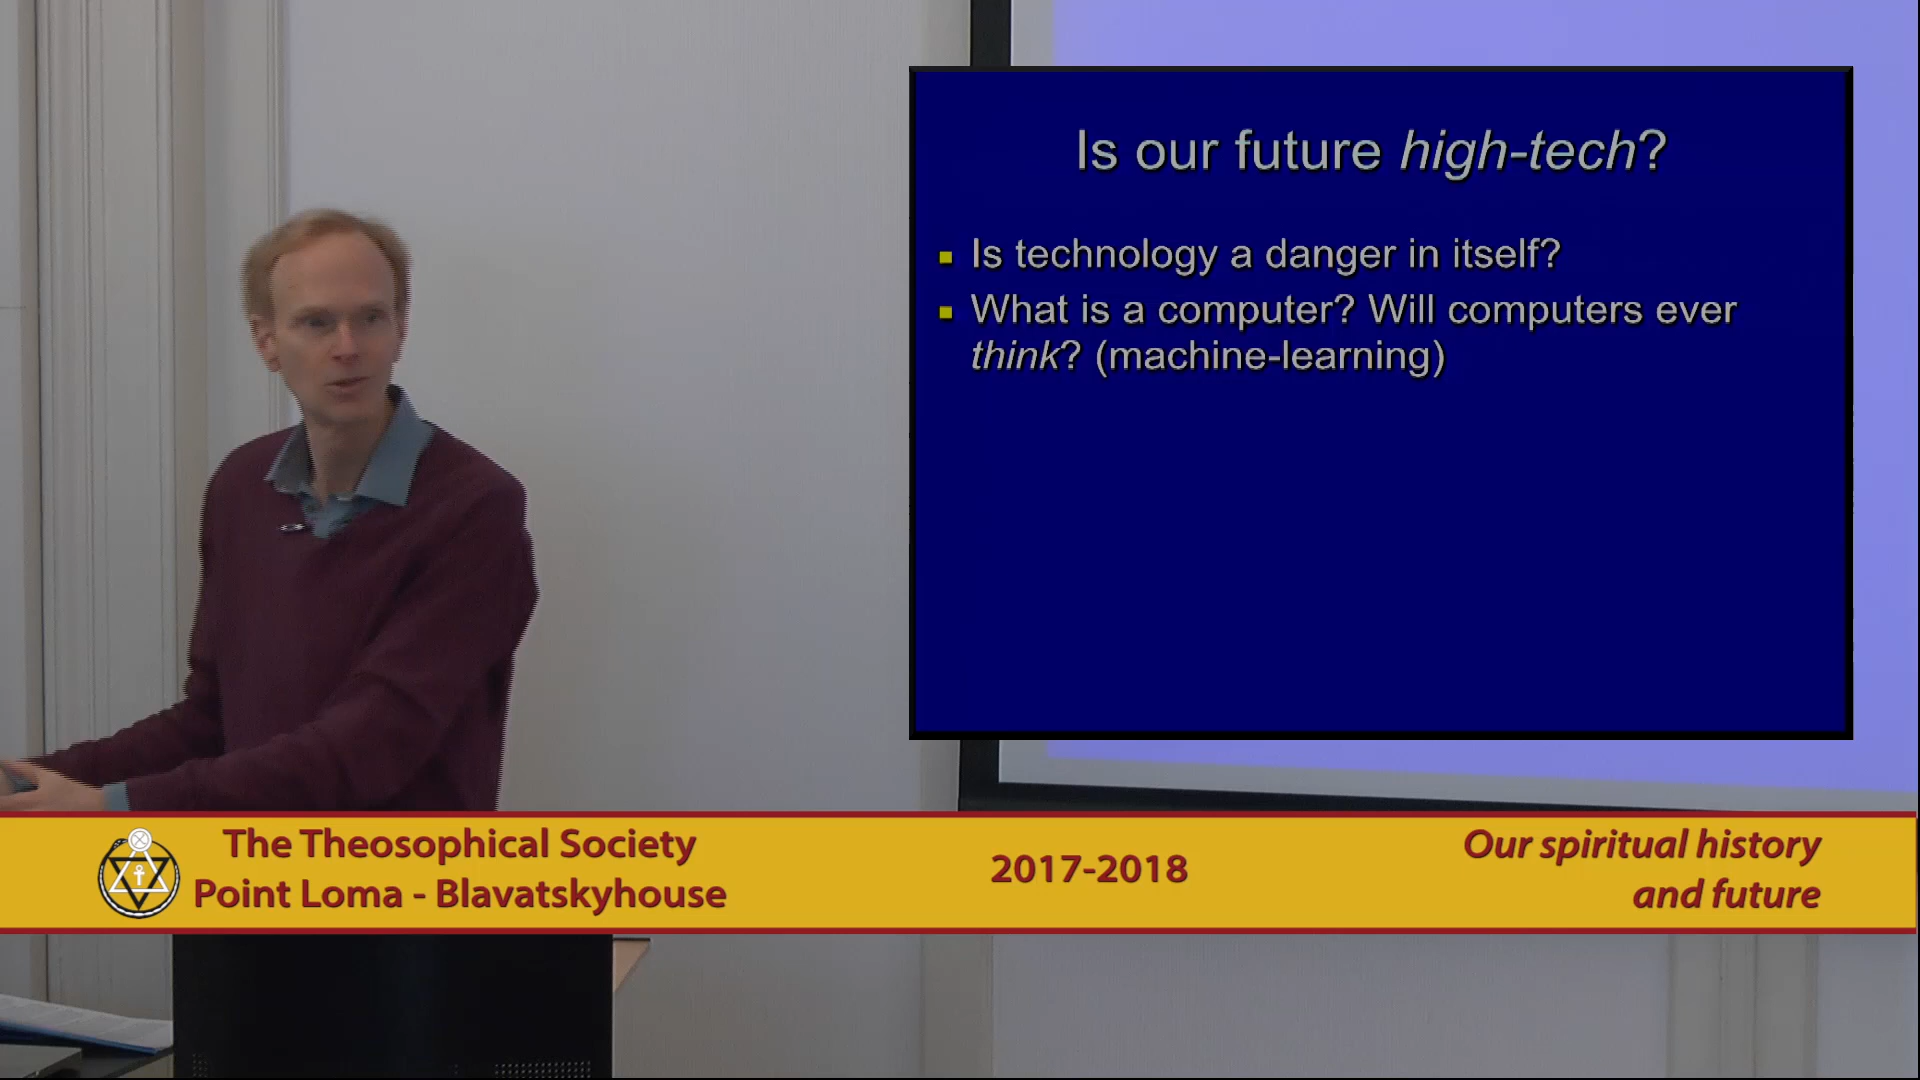 Is our future high-tech?
Is technology a danger in itself?
What is a computer? Will computers ever
think? (machine-learning)
The Theosophical Society
Point Loma - Blavatskyhouse
2017-2018
Our spiritual history
and future